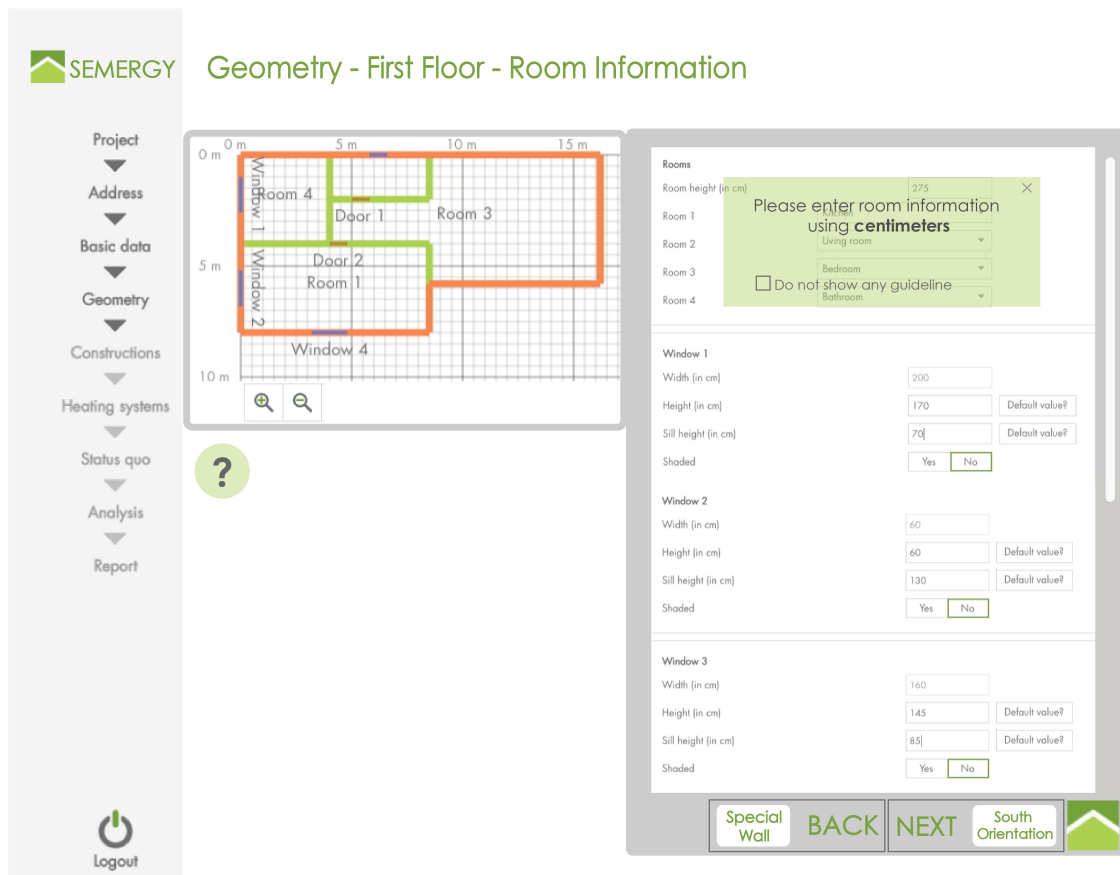 SEMERGY
Geometry - First Floor - Room Information
Project
Address
Basic data
Geometry
Constructions
Heating systems
Status quo
Analysis
Report
Logout
0 m 5 m 10 m 15 m
0 m
5 m
10 m
Window 1
Room 4
Door 1
Room 3
Door 2
Room 1
Window 2
Window 4
?
Rooms
Room height (in cm) 275
Please enter room information
using centimeters
Room 1 Kitchen
Room 2 Living room
Room 3 Bedroom
Do not show any guideline
Room 4 Bathroom
Window 1
Width (in cm) 200
Height (in cm) 170 Default value?
Sill height (in cm) 70 Default value?
Shaded Yes No
Window 2
Width (in cm) 60
Height (in cm) 60 Default value?
Sill height (in cm) 130 Default value?
Shaded Yes No
Window 3
Width (in cm) 160
Height (in cm) 145 Default value?
Sill height (in cm) 85 Default value?
Shaded Yes No
Special
Wall
BACK
NEXT
South
Orientation